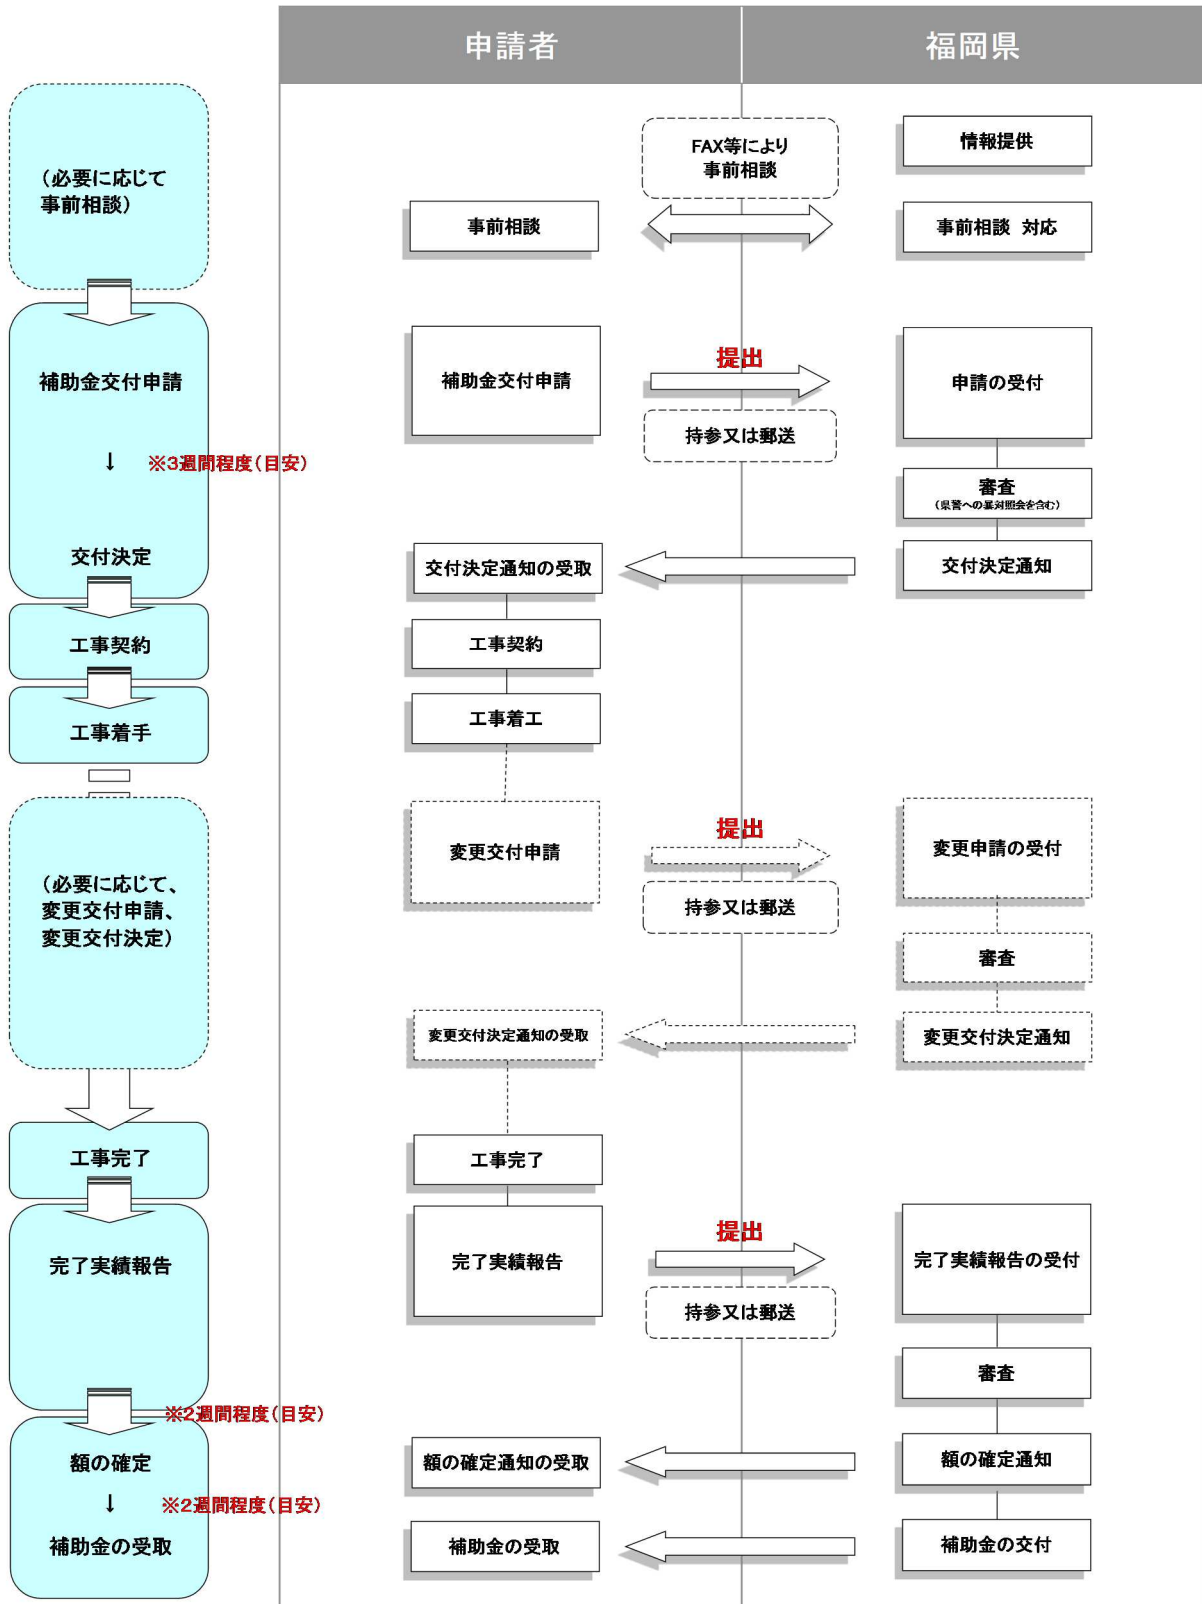 申請者
福岡県
(必要に応じて
事前相談)
FAX等により
事前相談
情報提供
事前相談
事前相談 対応
補助金交付申請
補助金交付申請
提出
申請の受付
持参又は郵送
↓
※3週間程度(目安)
審査
(県警への暴対照会を含む)
交付決定
交付決定通知の受取
交付決定通知
工事契約
工事契約
工事着手
工事着工
(必要に応じて、
変更交付申請、
変更交付決定)
変更交付申請
提出
変更申請の受付
持参又は郵送
審査
変更交付決定通知の受取
変更交付決定通知
工事完了
工事完了
完了実績報告
完了実績報告
提出
完了実績報告の受付
持参又は郵送
審査
※2週間程度(目安)
額の確定
額の確定通知の受取
額の確定通知
↓
※2週間程度(目安)
補助金の受取
補助金の受取
補助金の交付